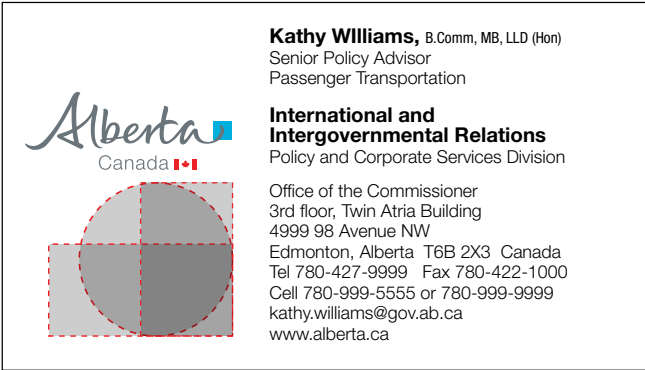 Alberta
Canada
Kathy WIlliams, B.Comm, MB, LLD (Hon)
Senior Policy Advisor
Passenger Transportation
International and
Intergovernmental Relations
Policy and Corporate Services Division
Office of the Commissioner
3rd floor, Twin Atria Building
4999 98 Avenue NW
Edmonton, Alberta  T6B 2X3  Canada
Tel 780-427-9999   Fax 780-422-1000
Cell 780-999-5555 or 780-999-9999
kathy.williams@gov.ab.ca
www.alberta.ca